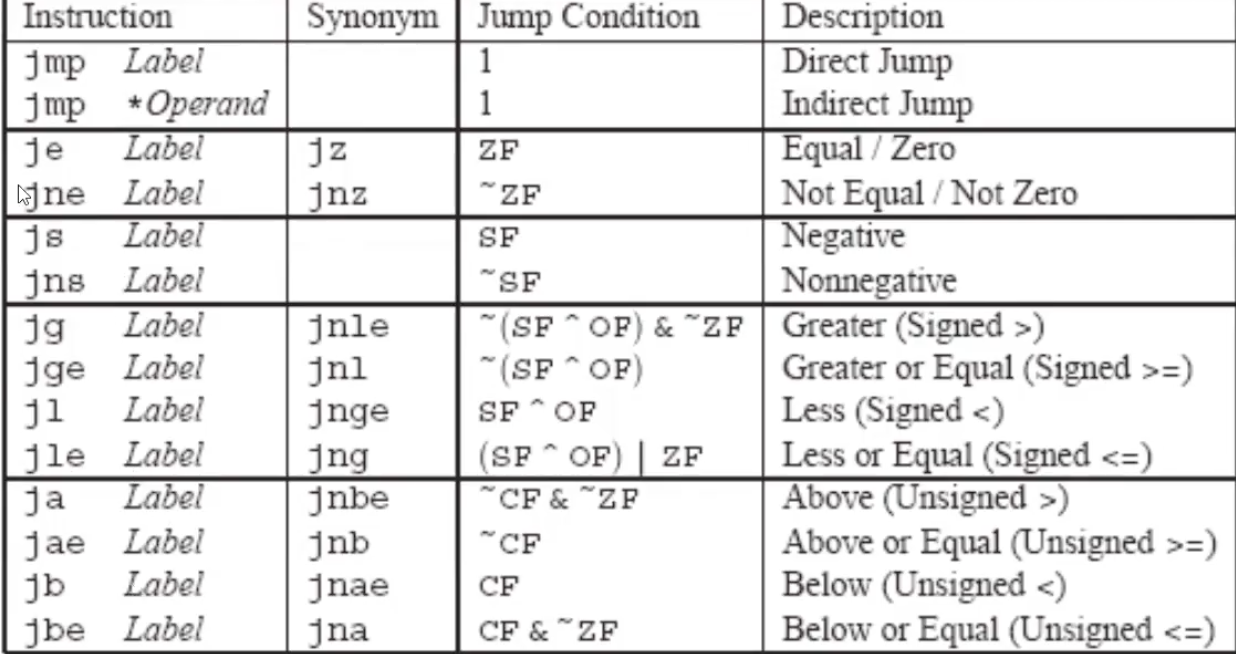 Instruction Synonym Jump Condition Description
jmp Label 1 Direct Jump
jmp *Operand 1 Indirect Jump
je Label jz ZF Equal / Zero
jne Label jnz ~ZF Not Equal / Not Zero
js Label SF Negative
jns Label ~SF Nonnegative
jg Label jnle ~(SF ^ OF) & ~ZF Greater (Signed >)
jge Label jnl ~(SF ^ OF) Greater or Equal (Signed >=)
jl Label jnge SF ^ OF Less (Signed <)
jle Label jng (SF ^ OF) | ZF Less or Equal (Signed <=)
ja Label jnbe ~CF & ~ZF Above (Unsigned >)
jae Label jnb ~CF Above or Equal (Unsigned >=)
jb Label jnae CF Below (Unsigned <)
jbe Label jna CF & ~ZF Below or Equal (Unsigned <=)